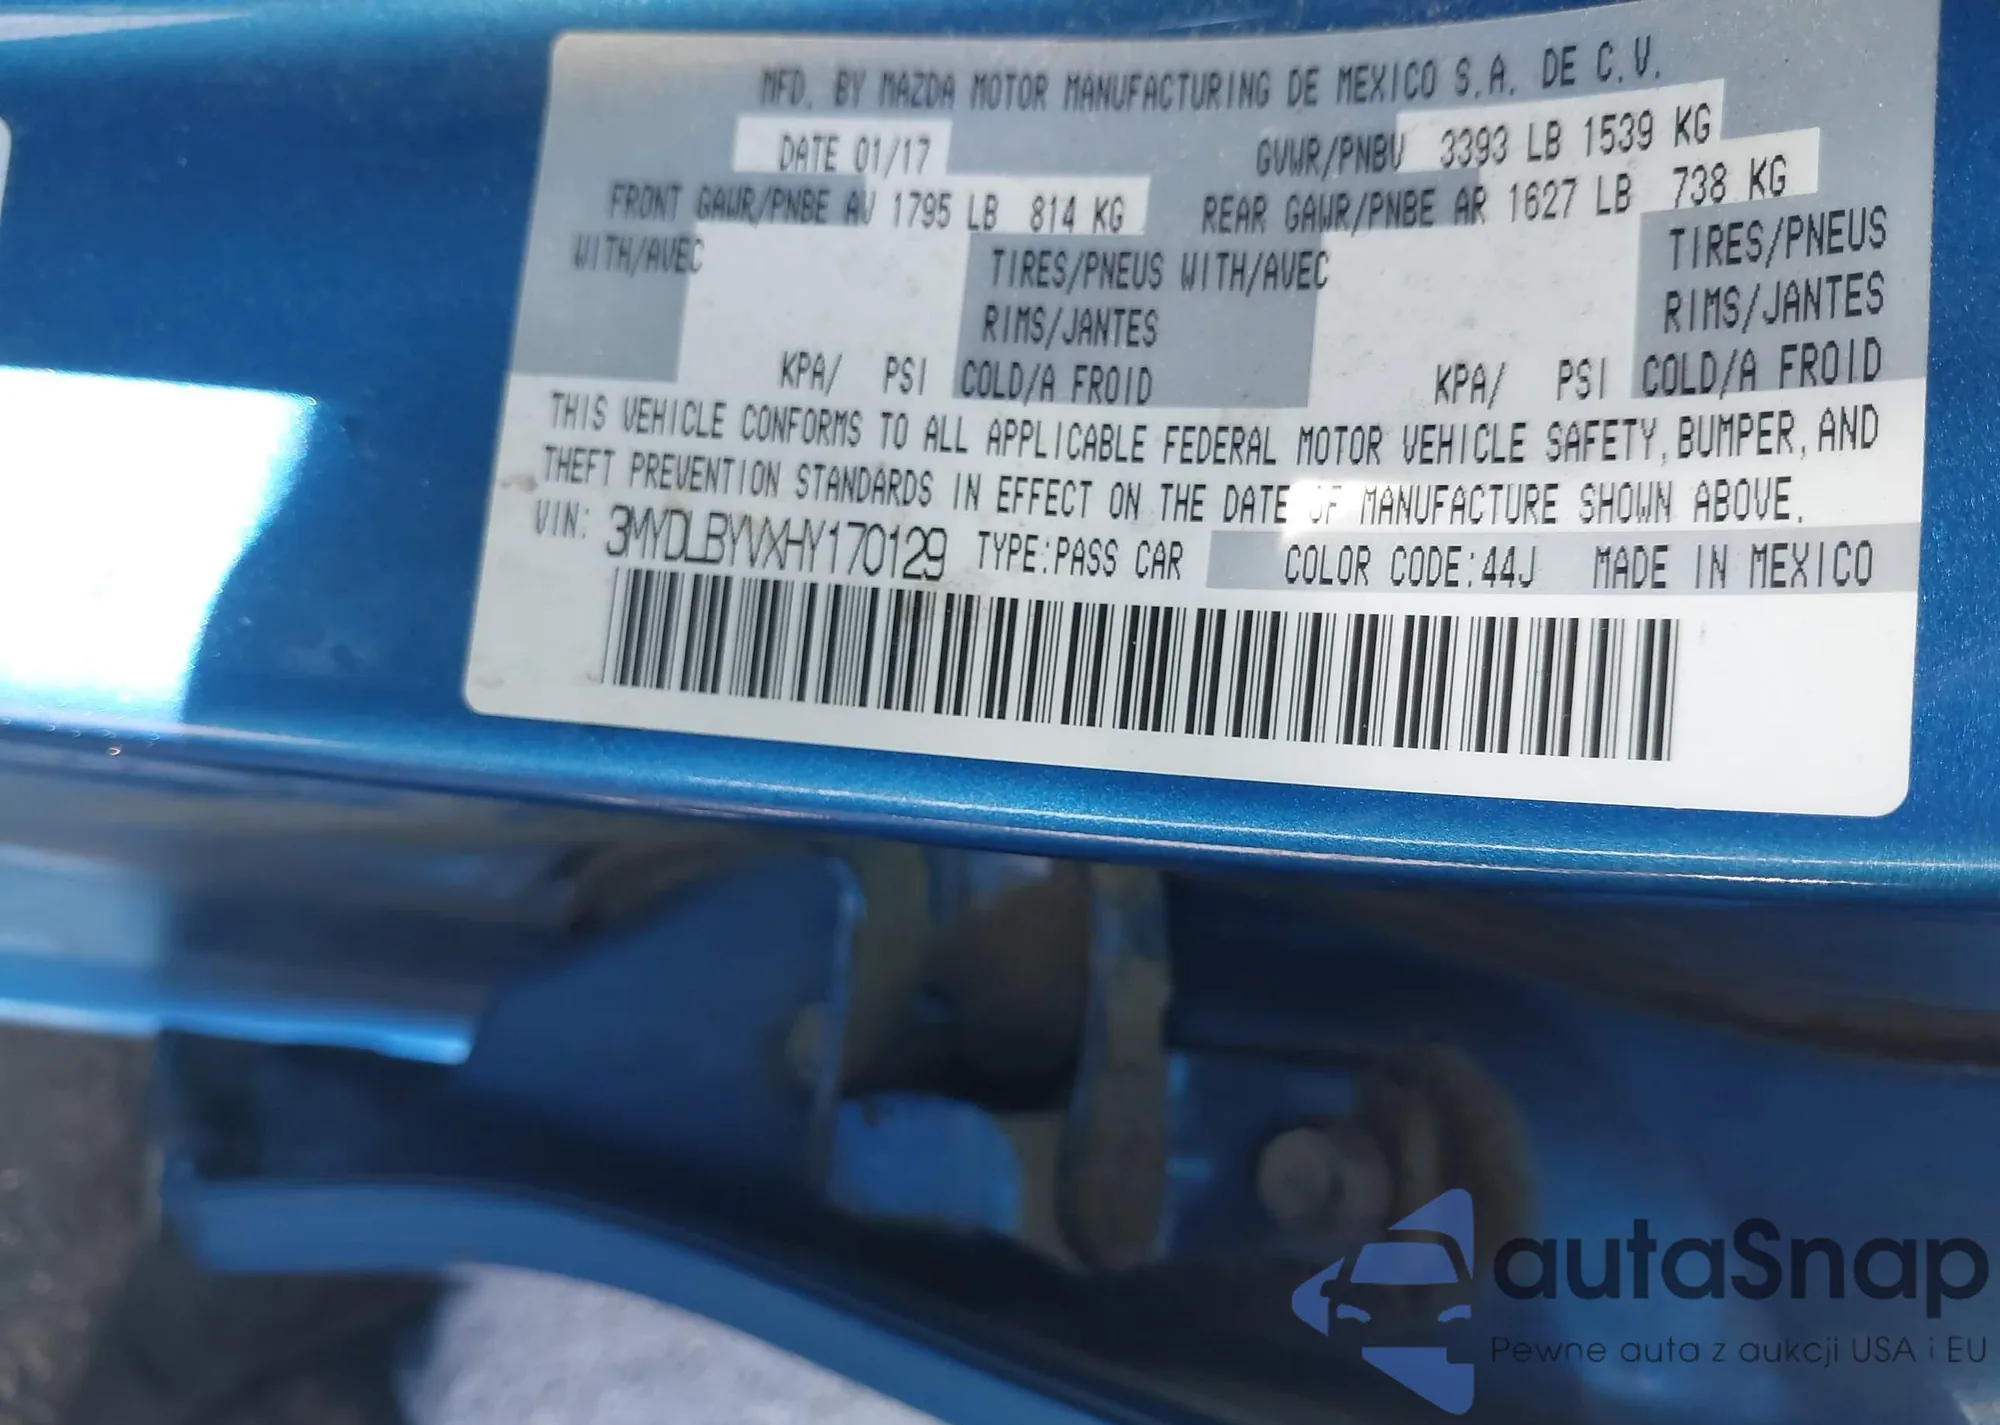 MFD. BY MAZDA MOTOR MANUFACTURING DE MEXICO S.A. DE C.V.
DATE 01/17 GVWR/PNBV 3393 LB 1539 KG
FRONT GAWR/PNBE AV 1795 LB 814 KG REAR GAWR/PNBE AR 1627 LB 738 KG
WITH/AVEC TIRES/PNEUS WITH/AVEC TIRES/PNEUS
RIMS/JANTES RIMS/JANTES
KPA/ PSI COLD/A FROID KPA/ PSI COLD/A FROID
THIS VEHICLE CONFORMS TO ALL APPLICABLE FEDERAL MOTOR VEHICLE SAFETY, BUMPER, AND
THEFT PREVENTION STANDARDS IN EFFECT ON THE DATE OF MANUFACTURE SHOWN ABOVE.
VIN: 3MYDLBYVXHY170129 TYPE:PASS CAR COLOR CODE:44J MADE IN MEXICO
autaSnap
Pewne auta z aukcji USA i EU